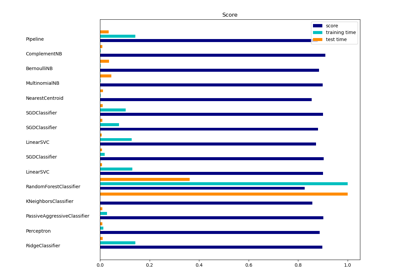 Score
score
training time
test time
Pipeline
ComplementNB
BernoulliNB
MultinomialNB
NearestCentroid
SGDClassifier
SGDClassifier
LinearSVC
SGDClassifier
LinearSVC
RandomForestClassifier
KNeighborsClassifier
PassiveAggressiveClassifier
Perceptron
RidgeClassifier
0.0 0.2 0.4 0.6 0.8 1.0